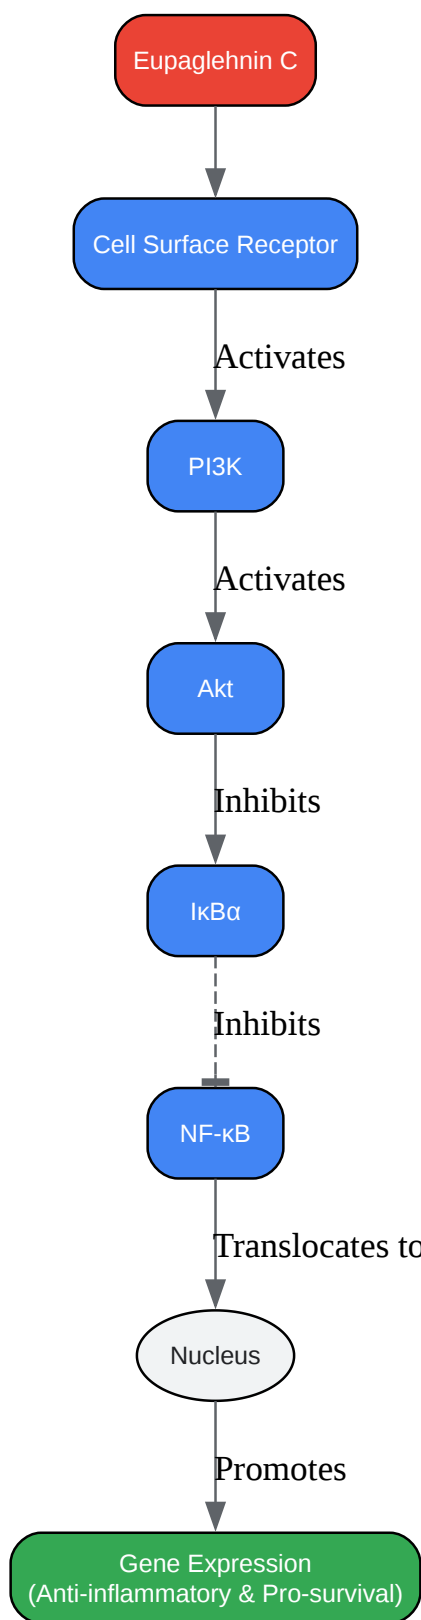 Eupaglehnin C
Cell Surface Receptor
Activates
PI3K
Activates
Akt
Inhibits
IκBα
Inhibits
NF-κB
Translocates to
Nucleus
Promotes
Gene Expression
(Anti-inflammatory & Pro-survival)